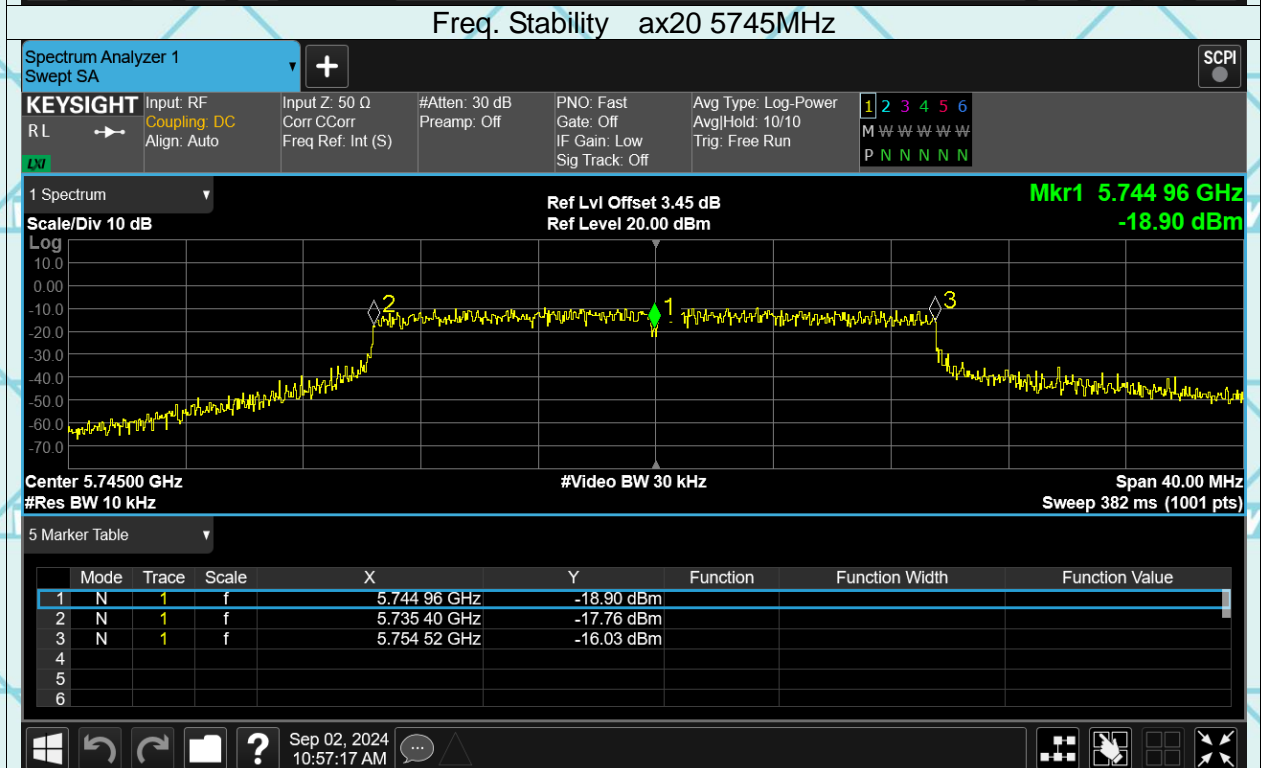 Freq. Stability ax20 5745MHz
Spectrum Analyzer 1
Swept SA
+
SCPI
KEYSIGHT
R L
LXI
Input: RF
Coupling: DC
Align: Auto
Input Z: 50 Ω
Corr CCorr
Freq Ref: Int (S)
#Atten: 30 dB
Preamp: Off
PNO: Fast
Gate: Off
IF Gain: Low
Sig Track: Off
Avg Type: Log-Power
Avg|Hold: 10/10
Trig: Free Run
1 2 3 4 5 6
M W W W W W
P N N N N N
1 Spectrum
Scale/Div 10 dB
Ref Lvl Offset 3.45 dB
Ref Level 20.00 dBm
Mkr1 5.744 96 GHz
-18.90 dBm
Log
10.0
0.00
-10.0
-20.0
-30.0
-40.0
-50.0
-60.0
-70.0
2
1
3
Center 5.74500 GHz
#Res BW 10 kHz
#Video BW 30 kHz
Span 40.00 MHz
Sweep 382 ms (1001 pts)
5 Marker Table
Mode Trace Scale X Y Function Function Width Function Value
1 N 1 f 5.744 96 GHz -18.90 dBm
2 N 1 f 5.735 40 GHz -17.76 dBm
3 N 1 f 5.754 52 GHz -16.03 dBm
4
5
6
?
Sep 02, 2024
10:57:17 AM